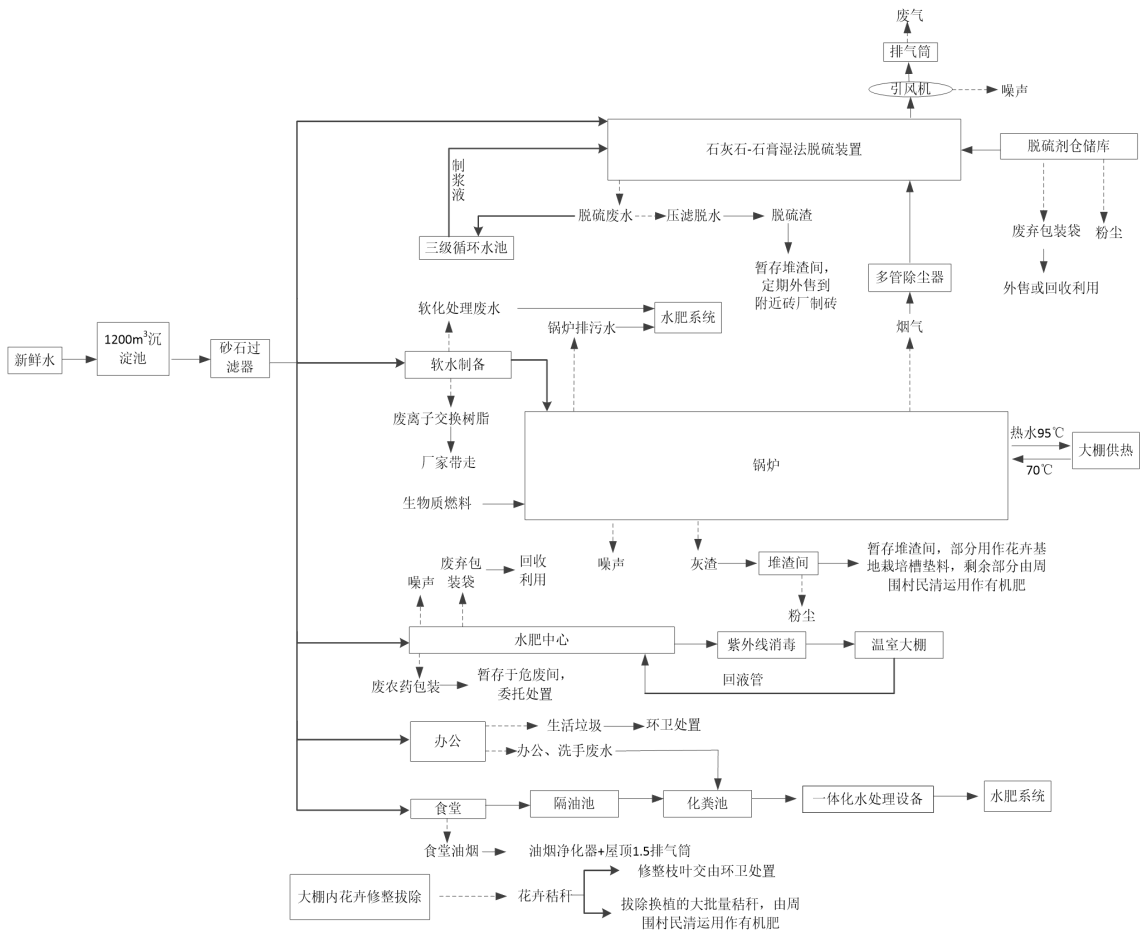 废气
排气筒
引风机
噪声
石灰石-石膏湿法脱硫装置
脱硫剂仓储库
制浆液
脱硫废水
压滤脱水
脱硫渣
废弃包装袋
粉尘
三级循环水池
暂存堆渣间，
定期外售到
附近砖厂制砖
多管除尘器
外售或回收利用
软化处理废水
锅炉排污水
水肥系统
烟气
新鲜水
1200m³沉
淀池
砂石过
滤器
软水制备
废离子交换树脂
厂家带走
锅炉
热水95℃
70℃
大棚供热
生物质燃料
噪声
灰渣
堆渣间
暂存堆渣间，部分用作花卉基
地栽培槽垫料，剩余部分由周
围村民清运用作有机肥
粉尘
噪声
废弃包
装袋
回收
利用
水肥中心
紫外线消毒
温室大棚
回液管
废农药包装
暂存于危废间，
委托处置
办公
生活垃圾
环卫处置
办公、洗手废水
食堂
隔油池
化粪池
一体化水处理设备
水肥系统
食堂油烟
油烟净化器+屋顶1.5排气筒
大棚内花卉修整拔除
花卉秸秆
修整枝叶交由环卫处置
拔除换植的大批量秸秆，由周
围村民清运用作有机肥